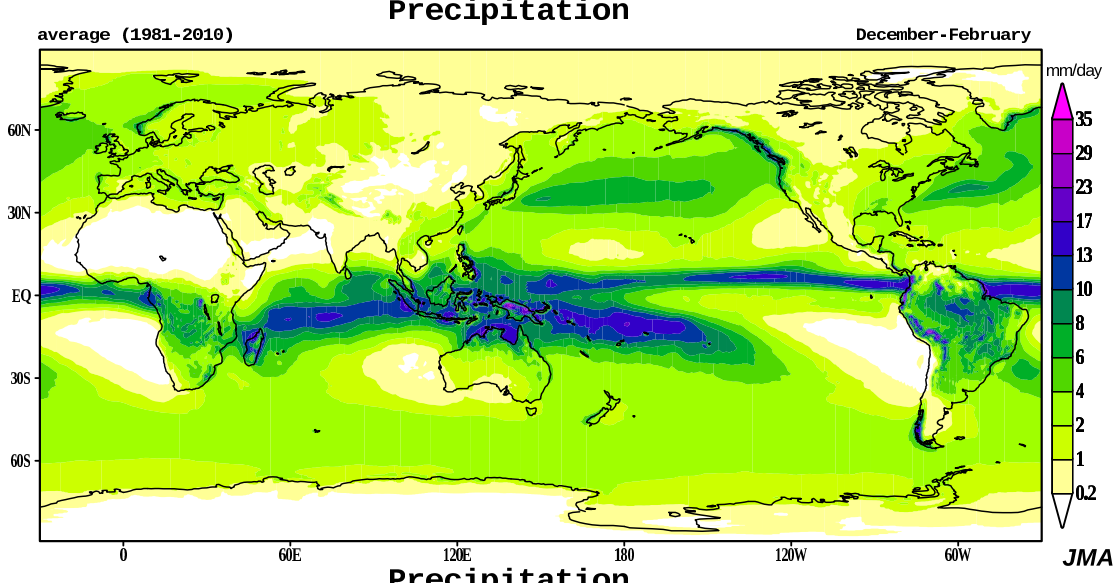 Precipitation
average (1981-2010) December-February
mm/day
35
29
23
17
13
10
8
6
4
2
1
0.2
60N
30N
EQ
30S
60S
0 60E 120E 180 120W 60W
JMA
Precipitation